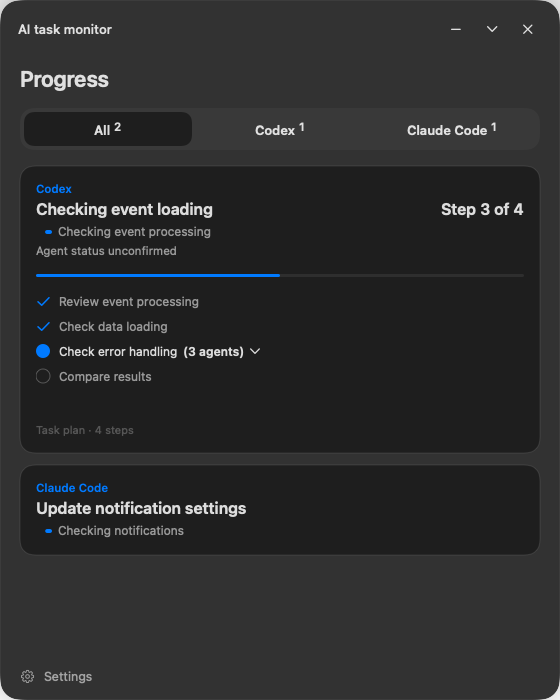 AI task monitor
Progress
All 2
Codex 1
Claude Code 1
Codex
Checking event loading
Step 3 of 4
Checking event processing
Agent status unconfirmed
Review event processing
Check data loading
Check error handling (3 agents)
Compare results
Task plan · 4 steps
Claude Code
Update notification settings
Checking notifications
Settings